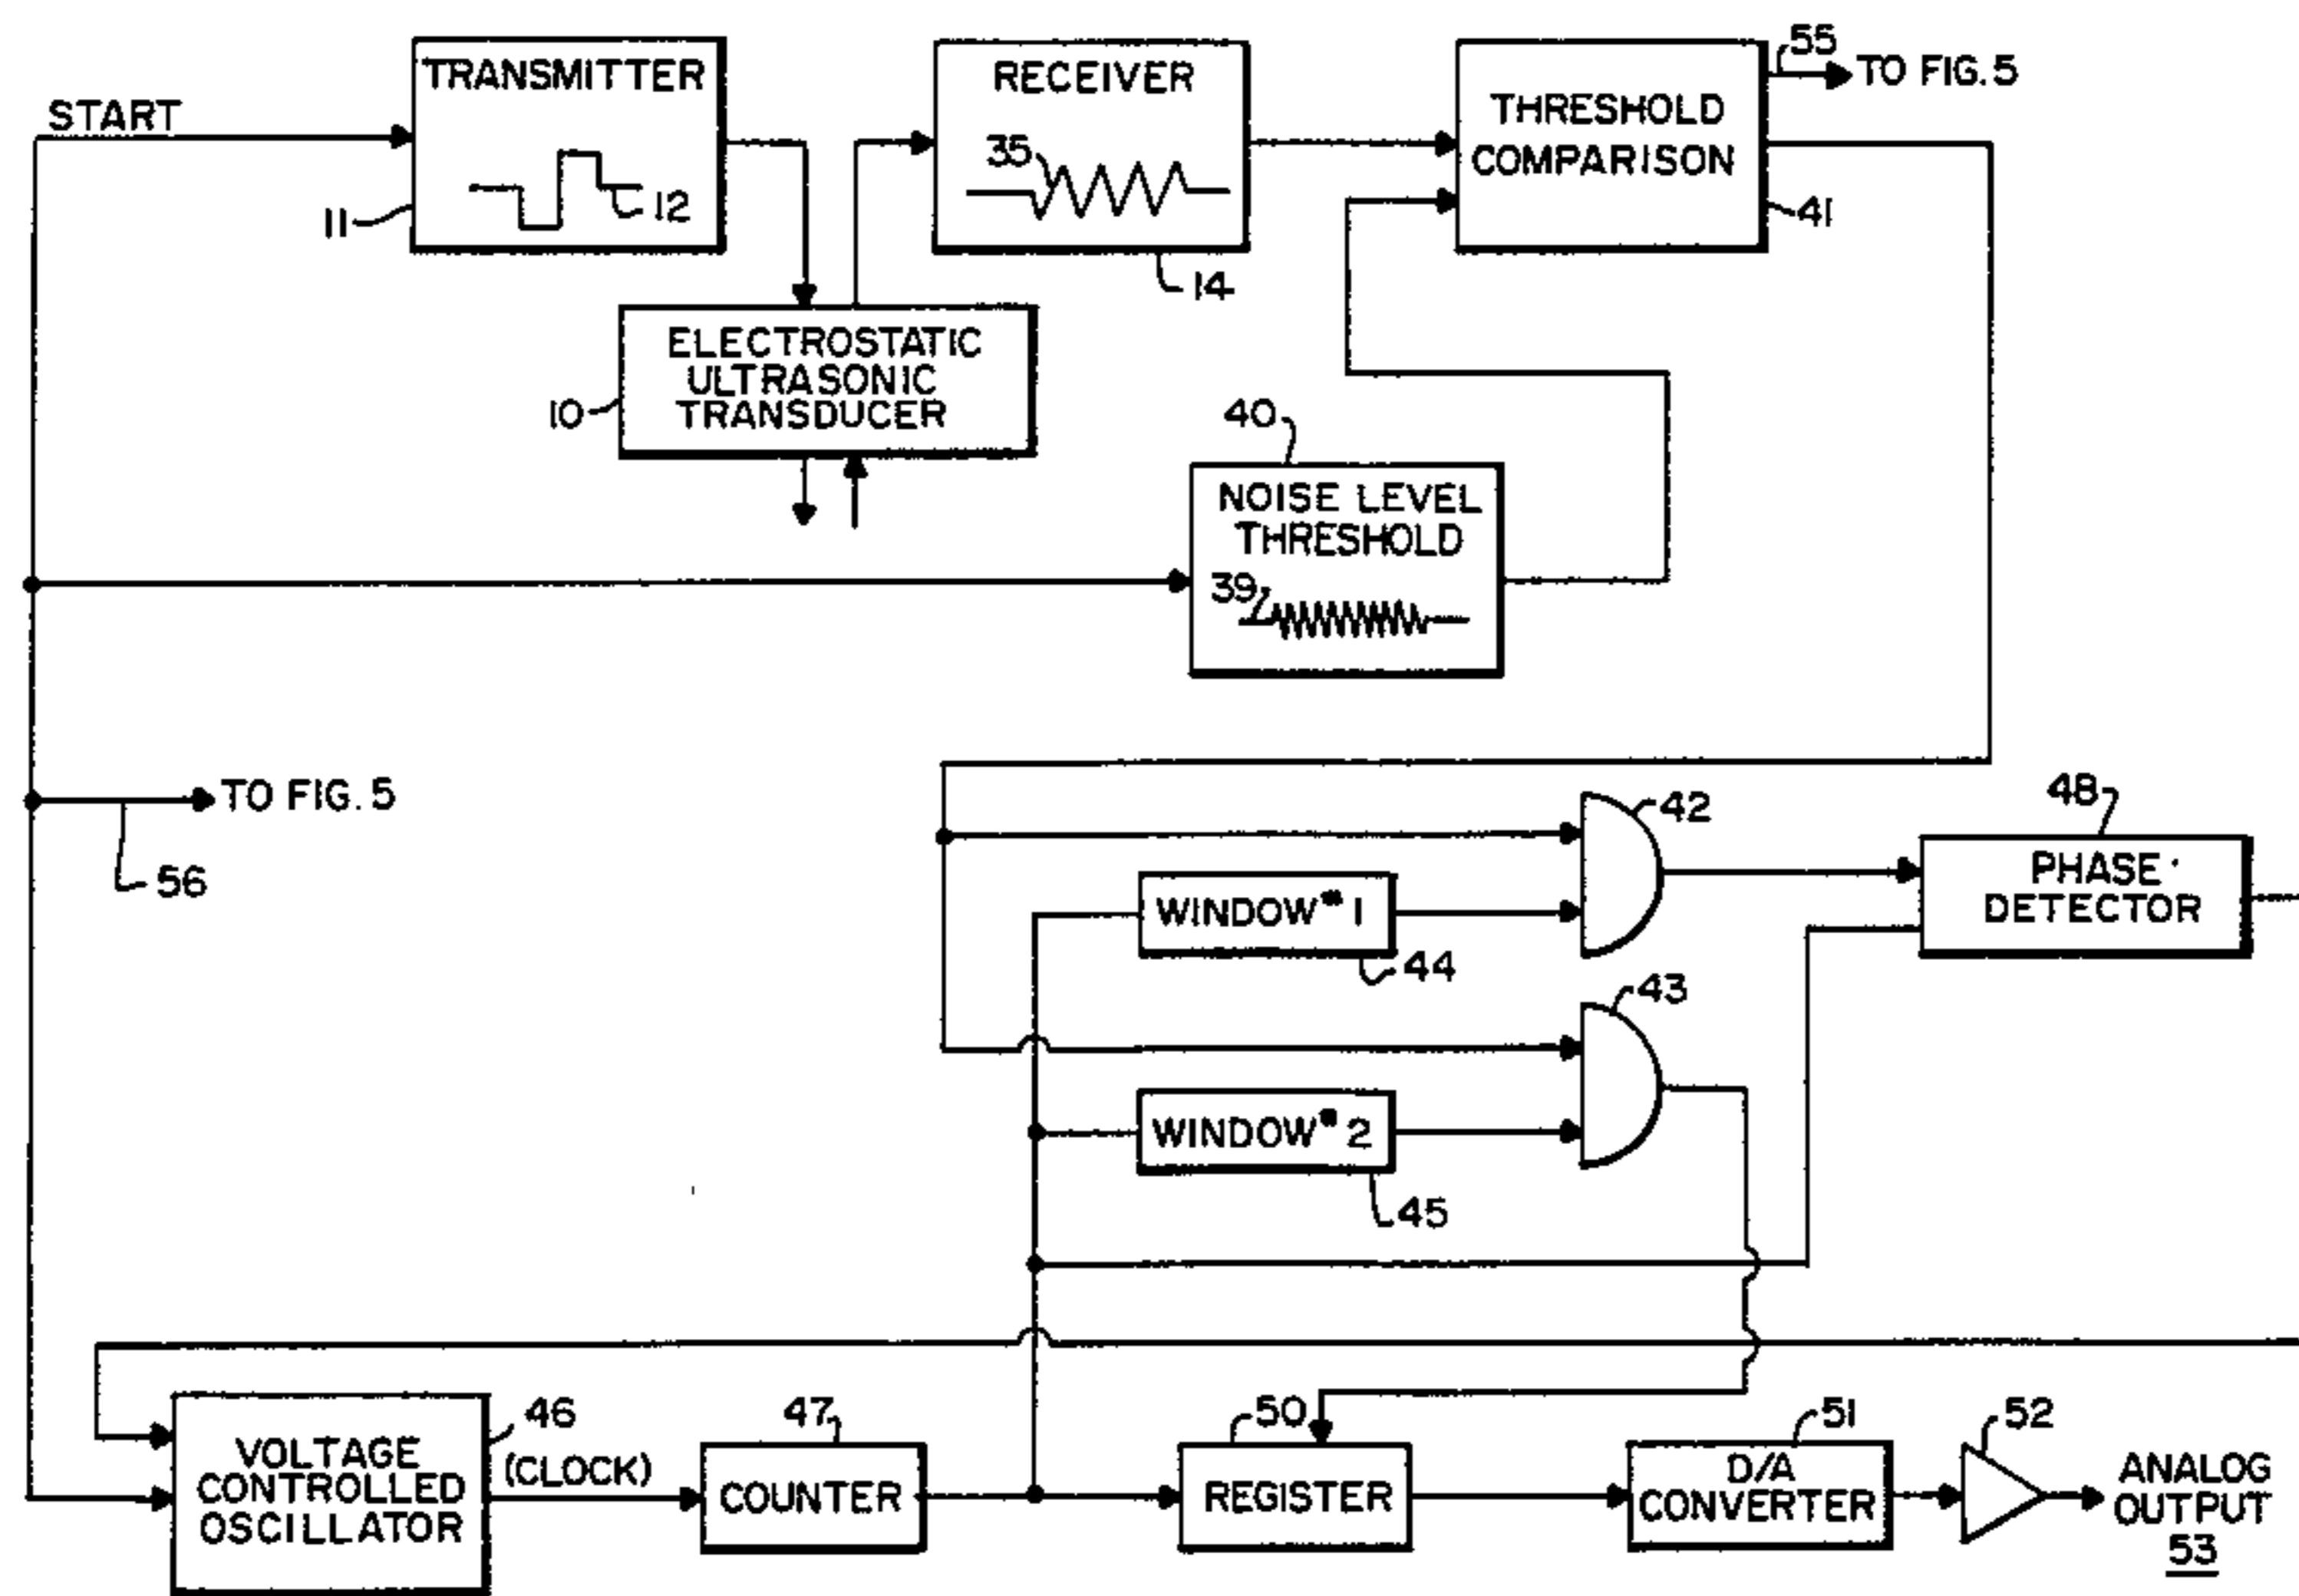 START
TRANSMITTER
12
11
RECEIVER
35
14
THRESHOLD
COMPARISON
41
55
TO FIG. 5
ELECTROSTATIC
ULTRASONIC
TRANSDUCER
10
40
NOISE LEVEL
THRESHOLD
39
TO FIG. 5
56
42
48
PHASE
DETECTOR
WINDOW # 1
44
43
WINDOW # 2
45
46
VOLTAGE
CONTROLLED
OSCILLATOR
(CLOCK)
47
COUNTER
50
REGISTER
51
D/A
CONVERTER
52
ANALOG
OUTPUT
53